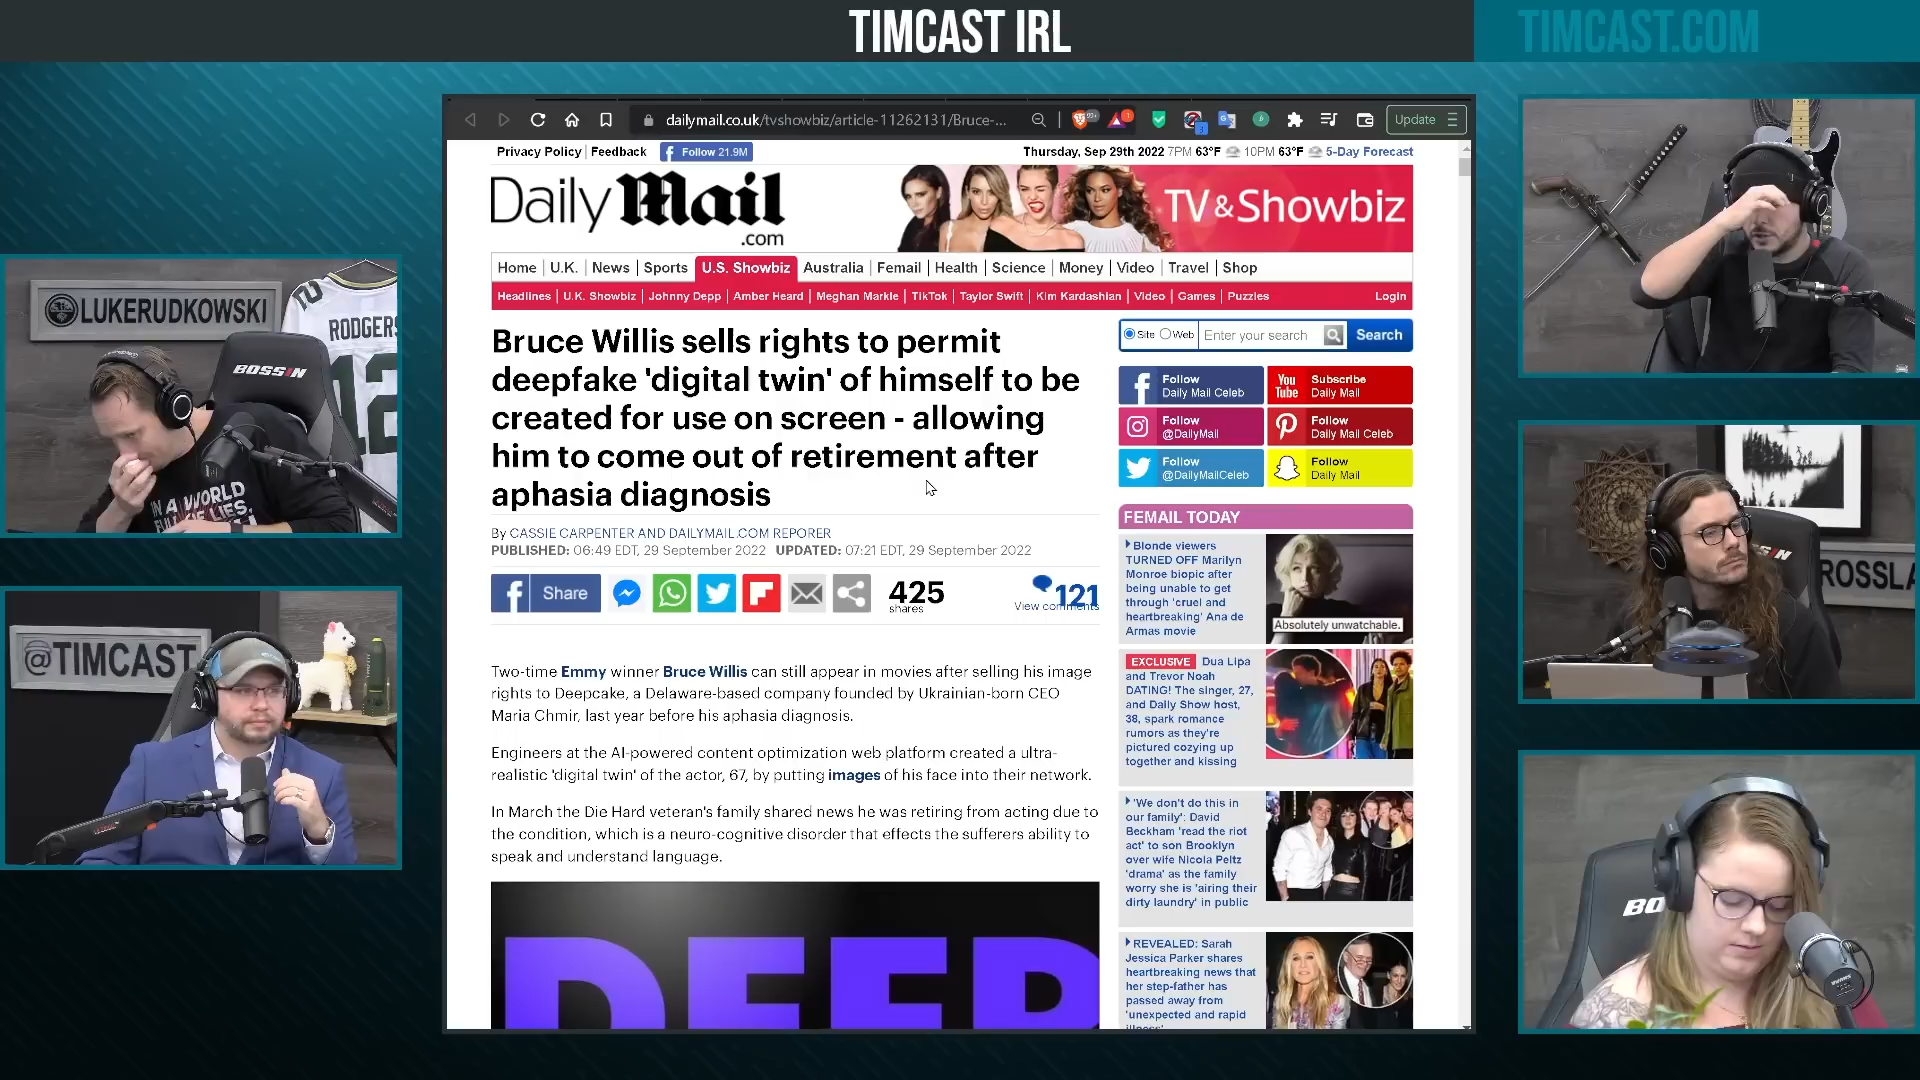 TIMCAST IRL
TIMCAST.COM
dailymail.co.uk/tvshowbiz/article-11262131/Bruce-...
Update
Privacy Policy | Feedback
Follow 21.9M
Thursday, Sep 29th 2022 7PM 63°F 10PM 63°F 5-Day Forecast
Daily Mail
.com
TV & Showbiz
Home | U.K. | News | Sports | U.S. Showbiz | Australia | Femail | Health | Science | Money | Video | Travel | Shop
Headlines | U.K. Showbiz | Johnny Depp | Amber Heard | Meghan Markle | TikTok | Taylor Swift | Kim Kardashian | Video | Games | Puzzles
Login
Bruce Willis sells rights to permit
deepfake 'digital twin' of himself to be
created for use on screen - allowing
him to come out of retirement after
aphasia diagnosis
By CASSIE CARPENTER AND DAILYMAIL.COM REPORER
PUBLISHED: 06:49 EDT, 29 September 2022 UPDATED: 07:21 EDT, 29 September 2022
Share
425
shares
121
View comments
Two-time Emmy winner Bruce Willis can still appear in movies after selling his image
rights to Deepcake, a Delaware-based company founded by Ukrainian-born CEO
Maria Chmir, last year before his aphasia diagnosis.
Engineers at the AI-powered content optimization web platform created a ultra-
realistic 'digital twin' of the actor, 67, by putting images of his face into their network.
In March the Die Hard veteran's family shared news he was retiring from acting due to
the condition, which is a neuro-cognitive disorder that effects the sufferers ability to
speak and understand language.
DEEP
Site Web Enter your search Search
Follow
Daily Mail Celeb
You
Tube
Subscribe
Daily Mail
Follow
@DailyMail
Follow
Daily Mail Celeb
Follow
@DailyMailCeleb
Follow
Daily Mail
FEMAIL TODAY
Blonde viewers
TURNED OFF Marilyn
Monroe biopic after
being unable to get
through 'cruel and
heartbreaking' Ana de
Armas movie
Absolutely unwatchable.
EXCLUSIVE Dua Lipa
and Trevor Noah
DATING! The singer, 27,
and Daily Show host,
38, spark romance
rumors as they're
pictured cozying up
together and kissing
'We don't do this in
our family': David
Beckham 'read the riot
act' to son Brooklyn
over wife Nicola Peltz
'drama' as the family
worry she is 'airing their
dirty laundry' in public
REVEALED: Sarah
Jessica Parker shares
heartbreaking news that
her step-father has
passed away from
'unexpected and rapid
illness'
@LUKERUDKOWSKI
12
RODGERS
12
BOSSIN
IN A WORLD
FULL OF LIES,
@TIMCAST
IN
ROSSLA
BO